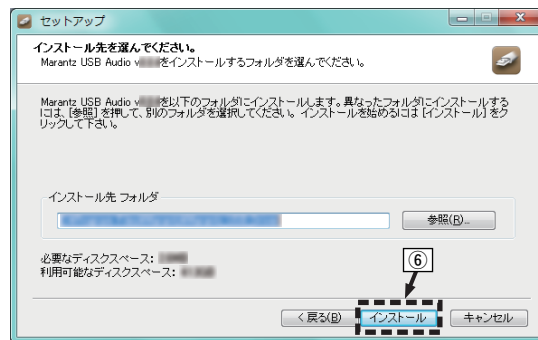 セットアップ
インストール先を選んでください。
Marantz USB Audio v をインストールするフォルダを選んでください。
Marantz USB Audio v を以下のフォルダにインストールします。異なったフォルダにインストールする
には、[参照] を押して、別のフォルダを選択してください。 インストールを始めるには [インストール] をク
リックして下さい。
インストール先 フォルダ
参照(R)...
必要なディスクスペース:
利用可能なディスクスペース:
⑥
< 戻る(B)
インストール
キャンセル